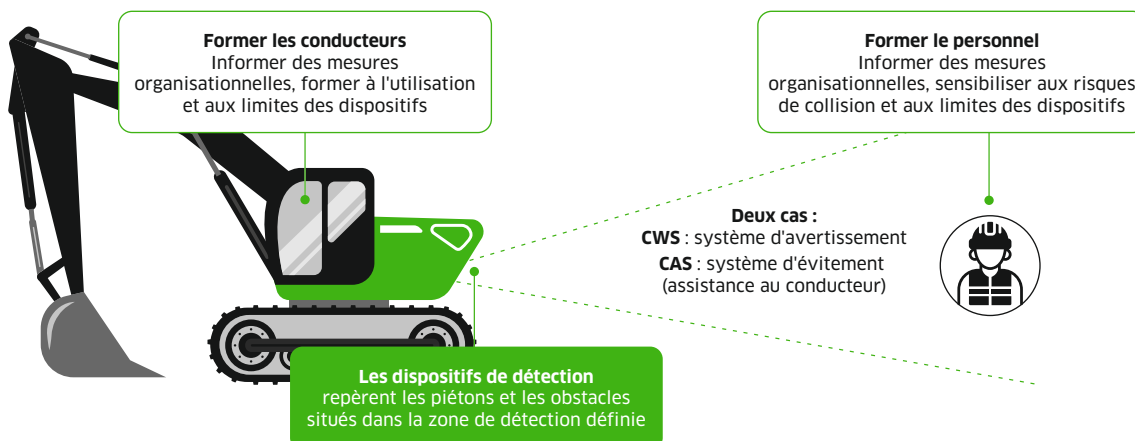 Former les conducteurs
Informer des mesures
organisationnelles, former à l'utilisation
et aux limites des dispositifs
Former le personnel
Informer des mesures
organisationnelles, sensibiliser aux risques
de collision et aux limites des dispositifs
Deux cas :
CWS : système d'avertissement
CAS : système d'évitement
(assistance au conducteur)
Les dispositifs de détection
repèrent les piétons et les obstacles
situés dans la zone de détection définie